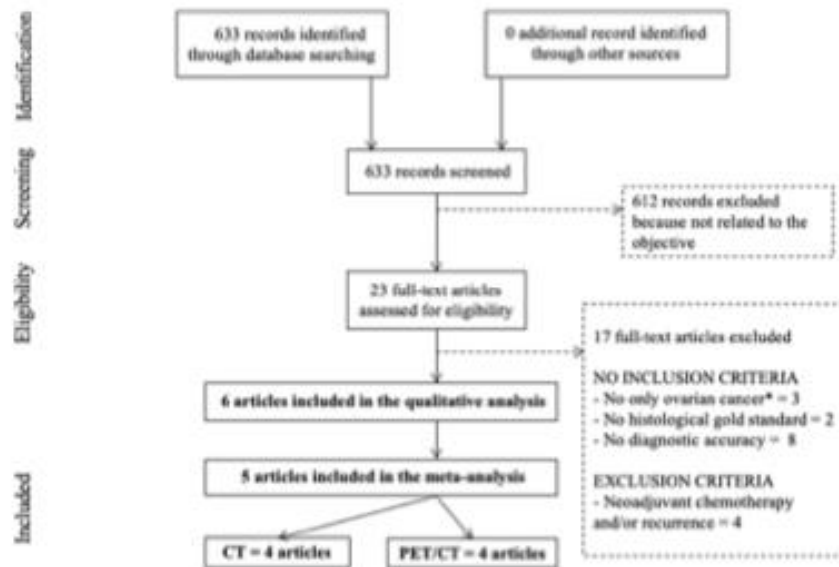 Identification
633 records identified
through database searching
0 additional record identified
through other sources
Screening
633 records screened
612 records excluded
because not related to the
objective
Eligibility
23 full-text articles
assessed for eligibility
17 full-text articles excluded
NO INCLUSION CRITERIA
- No only ovarian cancer* = 3
- No histological gold standard = 2
- No diagnostic accuracy = 8
EXCLUSION CRITERIA
- Neoadjuvant chemotherapy
and/or recurrence = 4
6 articles included in the qualitative analysis
Included
5 articles included in the meta-analysis
CT = 4 articles
PET/CT = 4 articles